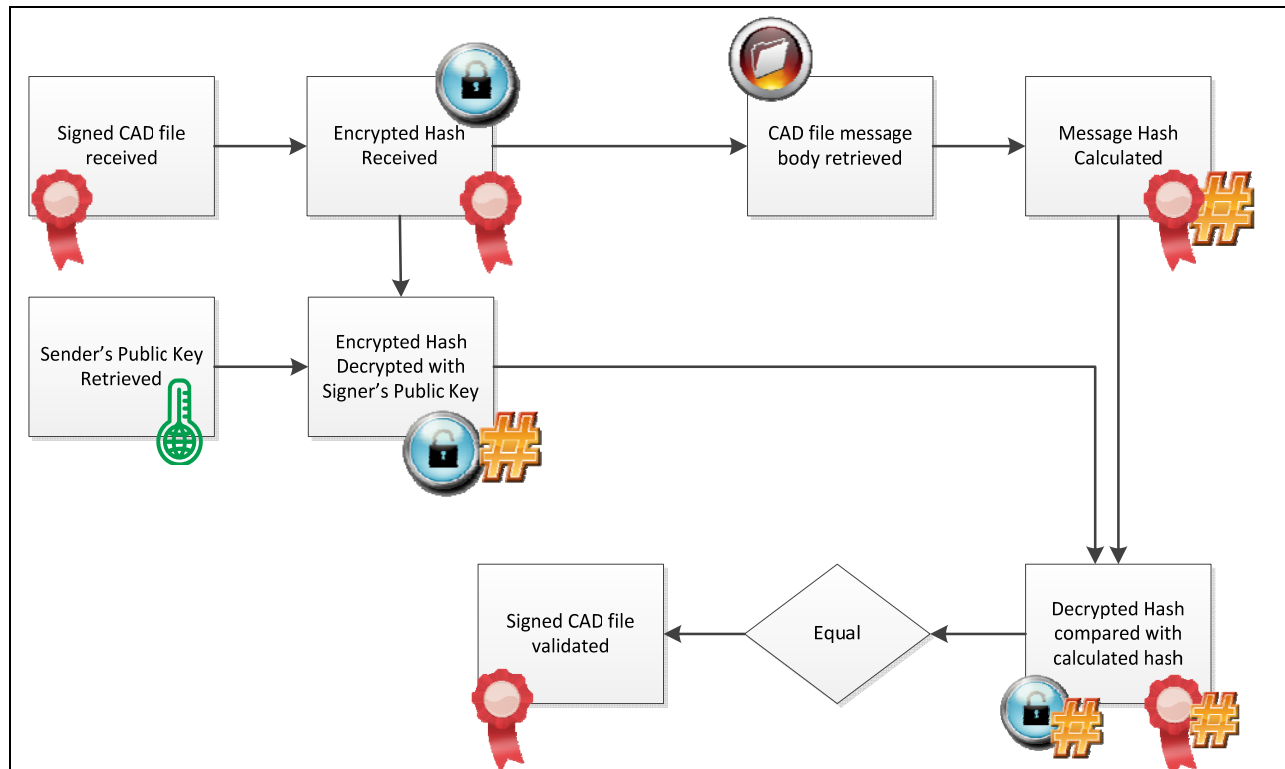 Signed CAD file
received
Encrypted Hash
Received
CAD file message
body retrieved
Message Hash
Calculated
Sender’s Public Key
Retrieved
Encrypted Hash
Decrypted with
Signer’s Public Key
Signed CAD file
validated
Equal
Decrypted Hash
compared with
calculated hash